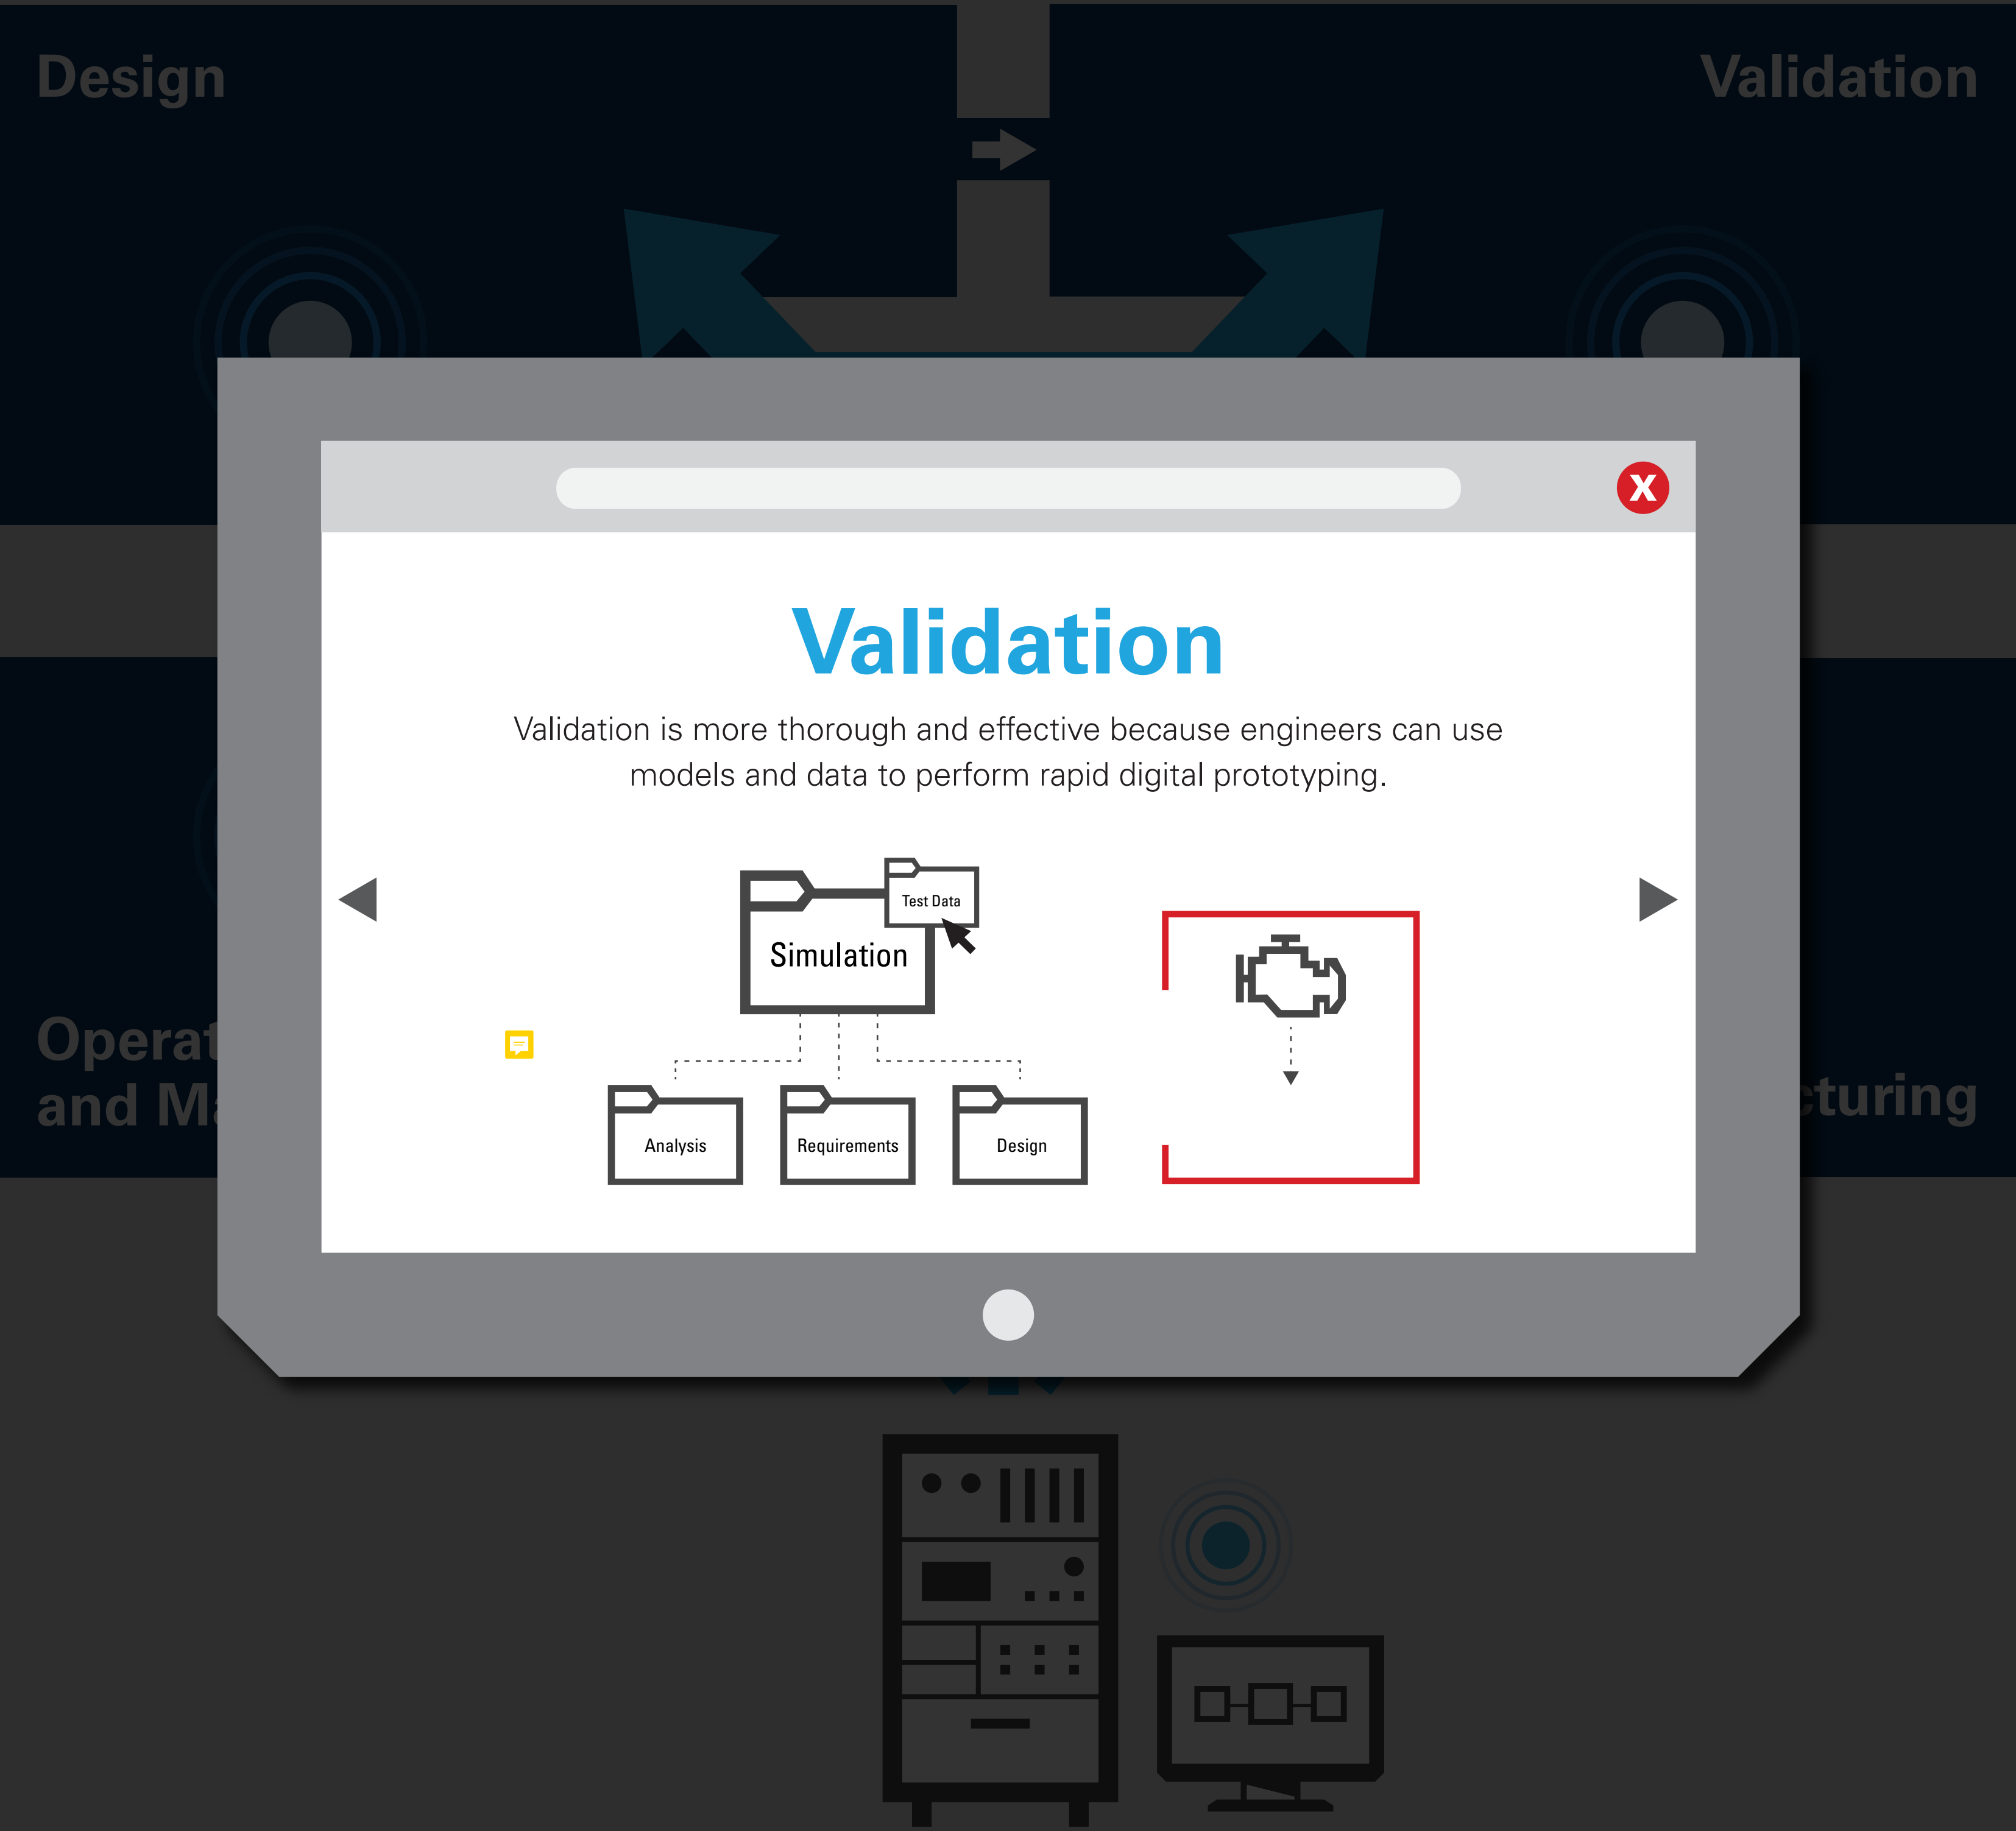 Design
Validation
X
Validation
Validation is more thorough and effective because engineers can use
models and data to perform rapid digital prototyping.
Test Data
Simulation
Analysis
Requirements
Design
and